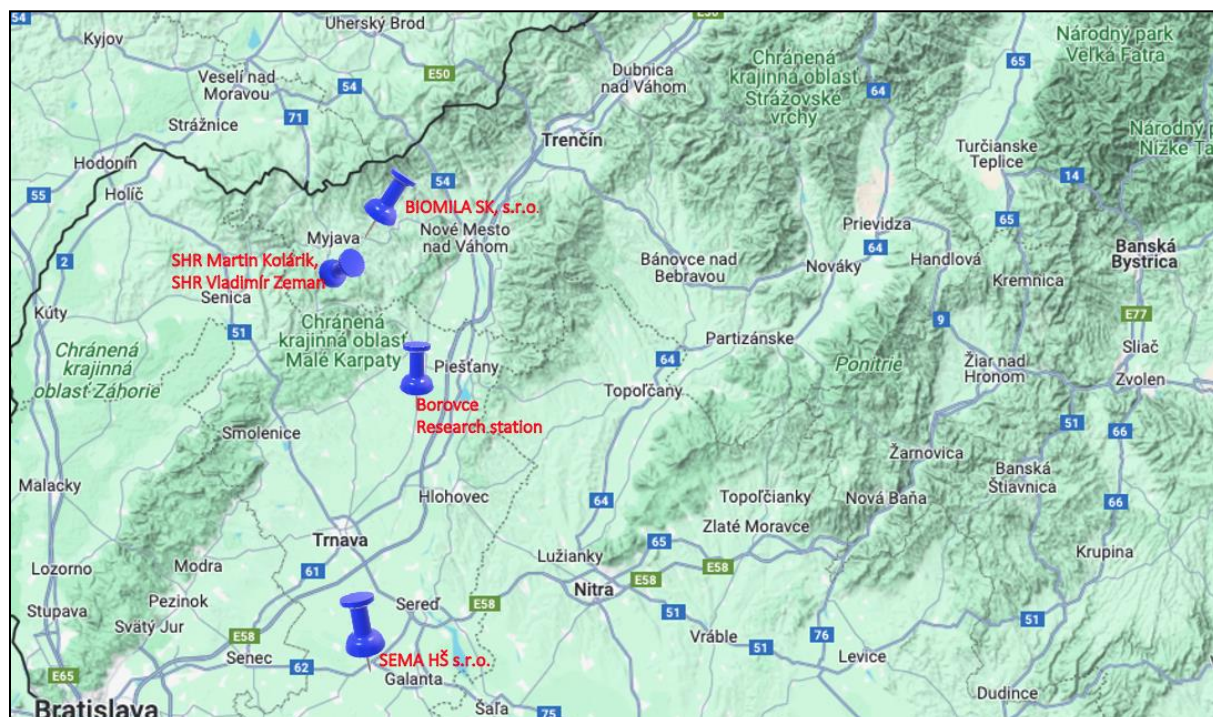 54
Kyjov
Uherský Brod
E50
Národný park
Veľká Fatra
65
E50
Dubnica
nad Váhom
Chránená
krajinná oblasť
Strážovské
vrchy
64
Veselí nad
Moravou
54
71
Strážnice
Trenčín
Turčianske
Teplice
Národný
Nízke Ta
Hodonín
55
Holíč
54
14
BIOMILA SK, s.r.o.
Nové Mesto
nad Váhom
Myjava
Prievidza
65
64
Handlová
Banská
Bystrica
SHR Martin Kolárik,
SHR Vladimír Zeman
2
Senica
Bánovce nad
Bebravou
Nováky
Kremnica
Kúty
51
Chránená
krajinná oblasť
Malé Karpaty
E77
9
Partizánske
Sliač
Chránená
krajinná
oblasť Záhorie
64
Ponitrie
Žiar nad
Hronom
Piešťany
Zvolen
Topoľčany
Borovce
Research station
51
66
Smolenice
Žarnovica
Banská
Štiavnica
Malacky
Hlohovec
64
Topoľčianky
Nová Baňa
66
Zlaté Moravce
Trnava
65
Lužianky
Krupina
Lozorno
Modra
61
E58
E58
Nitra
Stupava
Pezinok
Sereď
E58
51
51
Svätý Jur
Vráble
76
E58
Senec
62
SEMA HŠ s.r.o.
51
Levice
E65
Galanta
Dudince
Bratislava
Šaľa
75